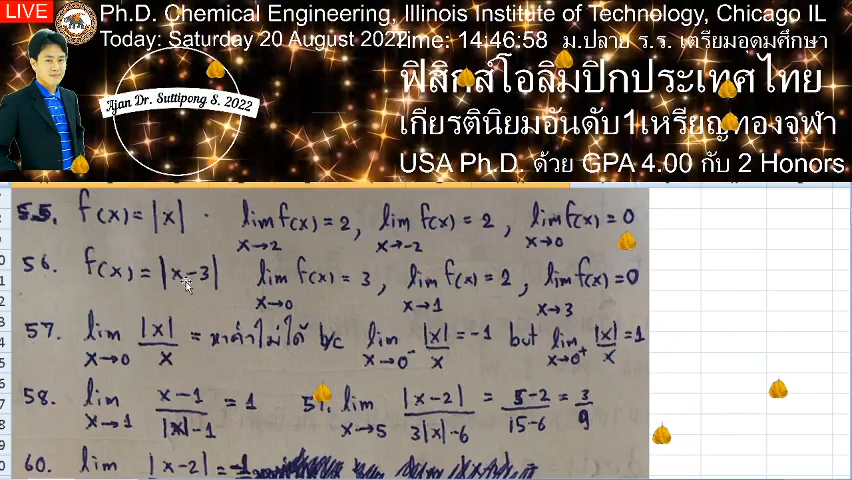 LIVE
Ph.D. Chemical Engineering, Illinois Institute of Technology, Chicago IL
Today: Saturday 20 August 2022 Time: 14:46:58 ม.ปลาย ร.ร. เตรียมอุดมศึกษา
ฟิสิกส์โอลิมปิกประเทศไทย
Ajan Dr. Suttipong S. 2022
เกียรตินิยมอันดับ1เหรียญทองจุฬา
USA Ph.D. ด้วย GPA 4.00 กับ 2 Honors
55. f(x) = |x| . lim x→2 f(x) = 2, lim x→-2 f(x) = 2, lim x→0 f(x) = 0
56. f(x) = |x-3| lim x→0 f(x) = 3, lim x→1 f(x) = 2, lim x→3 f(x) = 0
57. lim x→0 |x|/x = หาค่าไม่ได้ b/c lim x→0⁻ |x|/x = -1 but lim x→0⁺ |x|/x = 1
58. lim x→1 x-1/|x|-1 = 1 lim x→5 |x-2|/3|x|-6 = 5-2/15-6 = 3/9
60. lim |x-2| =